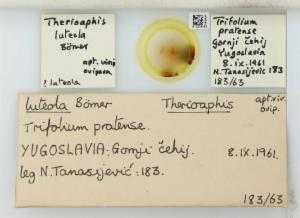 Therioaphis
luteola
Börner
apt. viv.
ovipara
? luteola
Trifolium
pratense
gornji čehij
Yugoslavia
8.ix.1961
N. Tanasijević 183
183/63
luteola Börner Therioaphis apt. viv.
ovip.
Trifolium pratense.
YUGOSLAVIA: Gornji čehij. 8.IX.1961.
leg N. Tanasijević: 183.
183/63